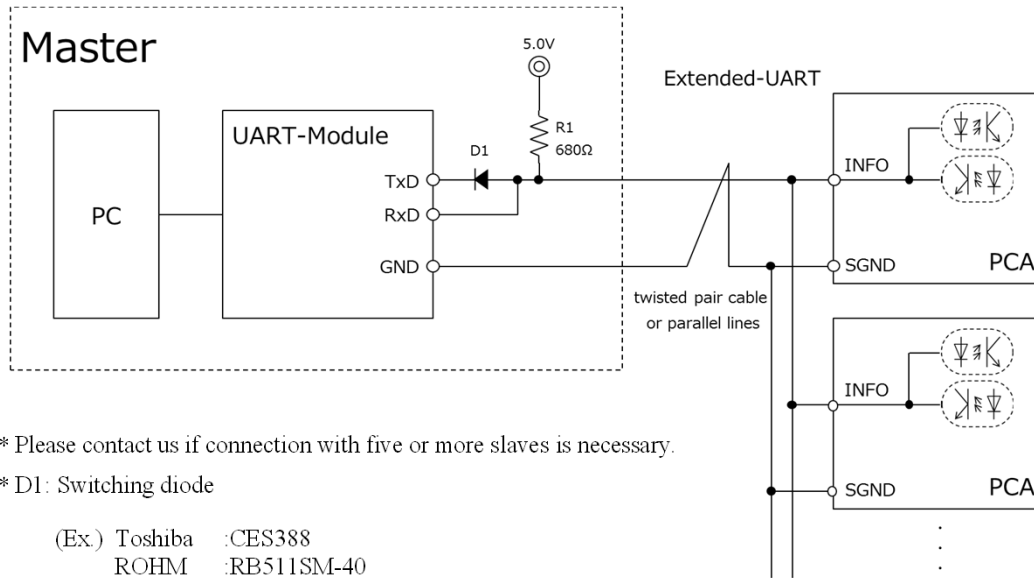 Master
5.0V
Extended-UART
R1
680Ω
UART-Module
D1
TxD
RxD
GND
PC
INFO
SGND
PCA
twisted pair cable
or parallel lines
INFO
SGND
PCA
* Please contact us if connection with five or more slaves is necessary.
* D1: Switching diode
(Ex.) Toshiba :CES388
ROHM :RB511SM-40